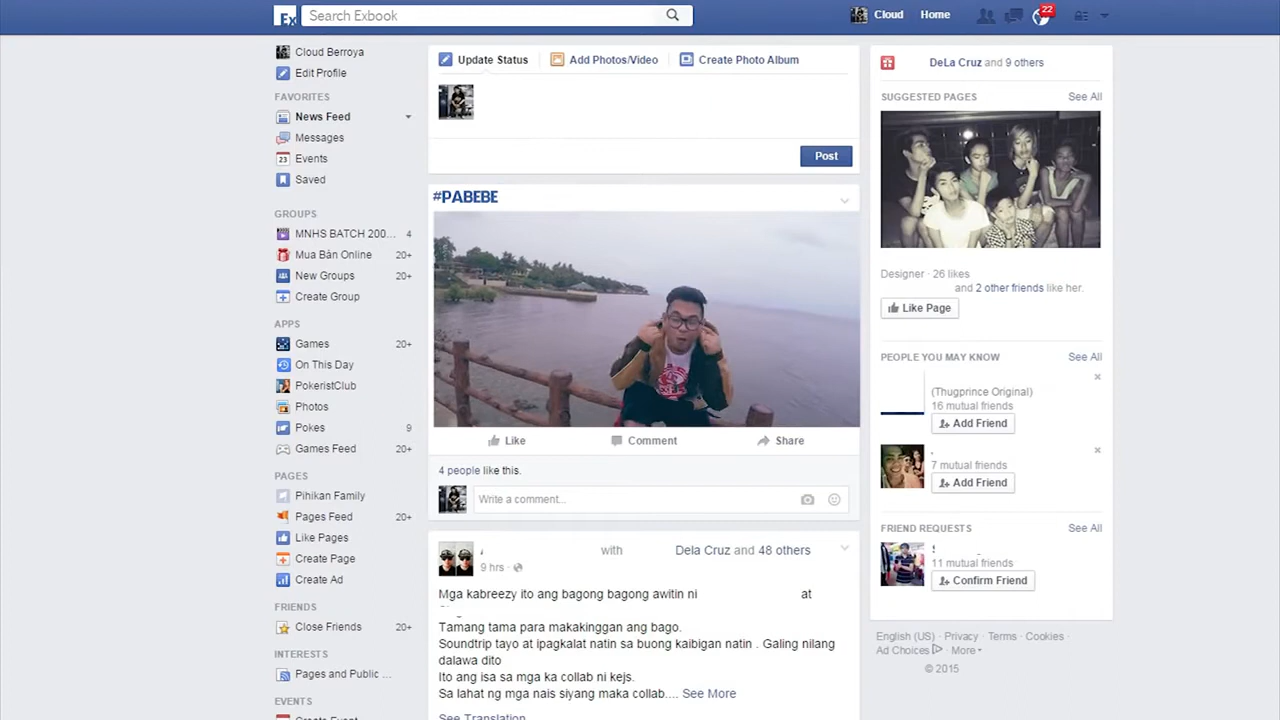 Ex
Search Exbook
Cloud
Home
22
Cloud Berroya
Edit Profile
FAVORITES
News Feed
Messages
23 Events
Saved
GROUPS
MNHS BATCH 200... 4
Mua Bân Online 20+
New Groups 20+
Create Group
APPS
Games 20+
On This Day
PokeristClub
Photos
Pokes 9
Games Feed 20+
PAGES
Pihikan Family
Pages Feed 20+
Like Pages
Create Page
Create Ad
FRIENDS
Close Friends 20+
INTERESTS
Pages and Public ...
EVENTS
Create Event
Update Status
Add Photos/Video
Create Photo Album
Post
#PABEBE
Like
Comment
Share
4 people like this.
Write a comment...
with Dela Cruz and 48 others
9 hrs
Mga kabreezy ito ang bagong bagong awitin ni at
Tamang tama para makakinggan ang bago.
Soundtrip tayo at ipagkalat natin sa buong kaibigan natin . Galing nilang
dalawa dito
Ito ang isa sa mga ka collab ni kejs.
Sa lahat ng mga nais siyang maka collab.... See More
See Translation
DeLa Cruz and 9 others
SUGGESTED PAGES
See All
Designer · 26 likes
and 2 other friends like her.
Like Page
PEOPLE YOU MAY KNOW
See All
(Thugprince Original)
16 mutual friends
Add Friend
7 mutual friends
Add Friend
FRIEND REQUESTS
See All
11 mutual friends
Confirm Friend
English (US) · Privacy · Terms · Cookies ·
Ad Choices More
© 2015